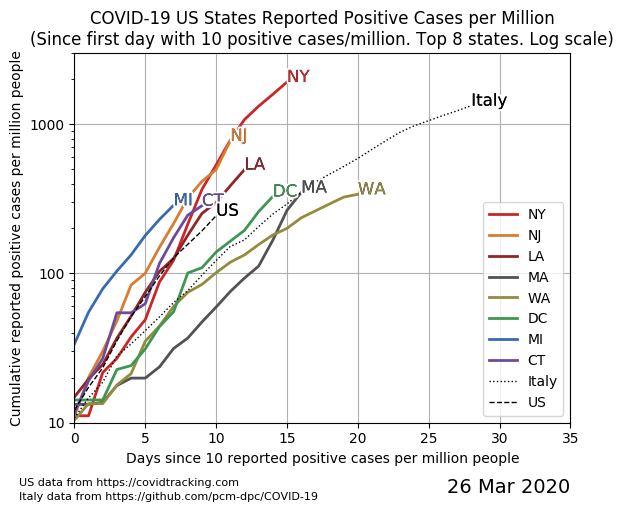 COVID-19 US States Reported Positive Cases per Million
(Since first day with 10 positive cases/million. Top 8 states. Log scale)
Cumulative reported positive cases per million people
1000
100
10
NY
Italy
NJ
LA
DC
MA
WA
MI
CT
US
NY
NJ
LA
MA
WA
DC
MI
CT
Italy
US
0 5 10 15 20 25 30 35
Days since 10 reported positive cases per million people
US data from https://covidtracking.com
Italy data from https://github.com/pcm-dpc/COVID-19
26 Mar 2020